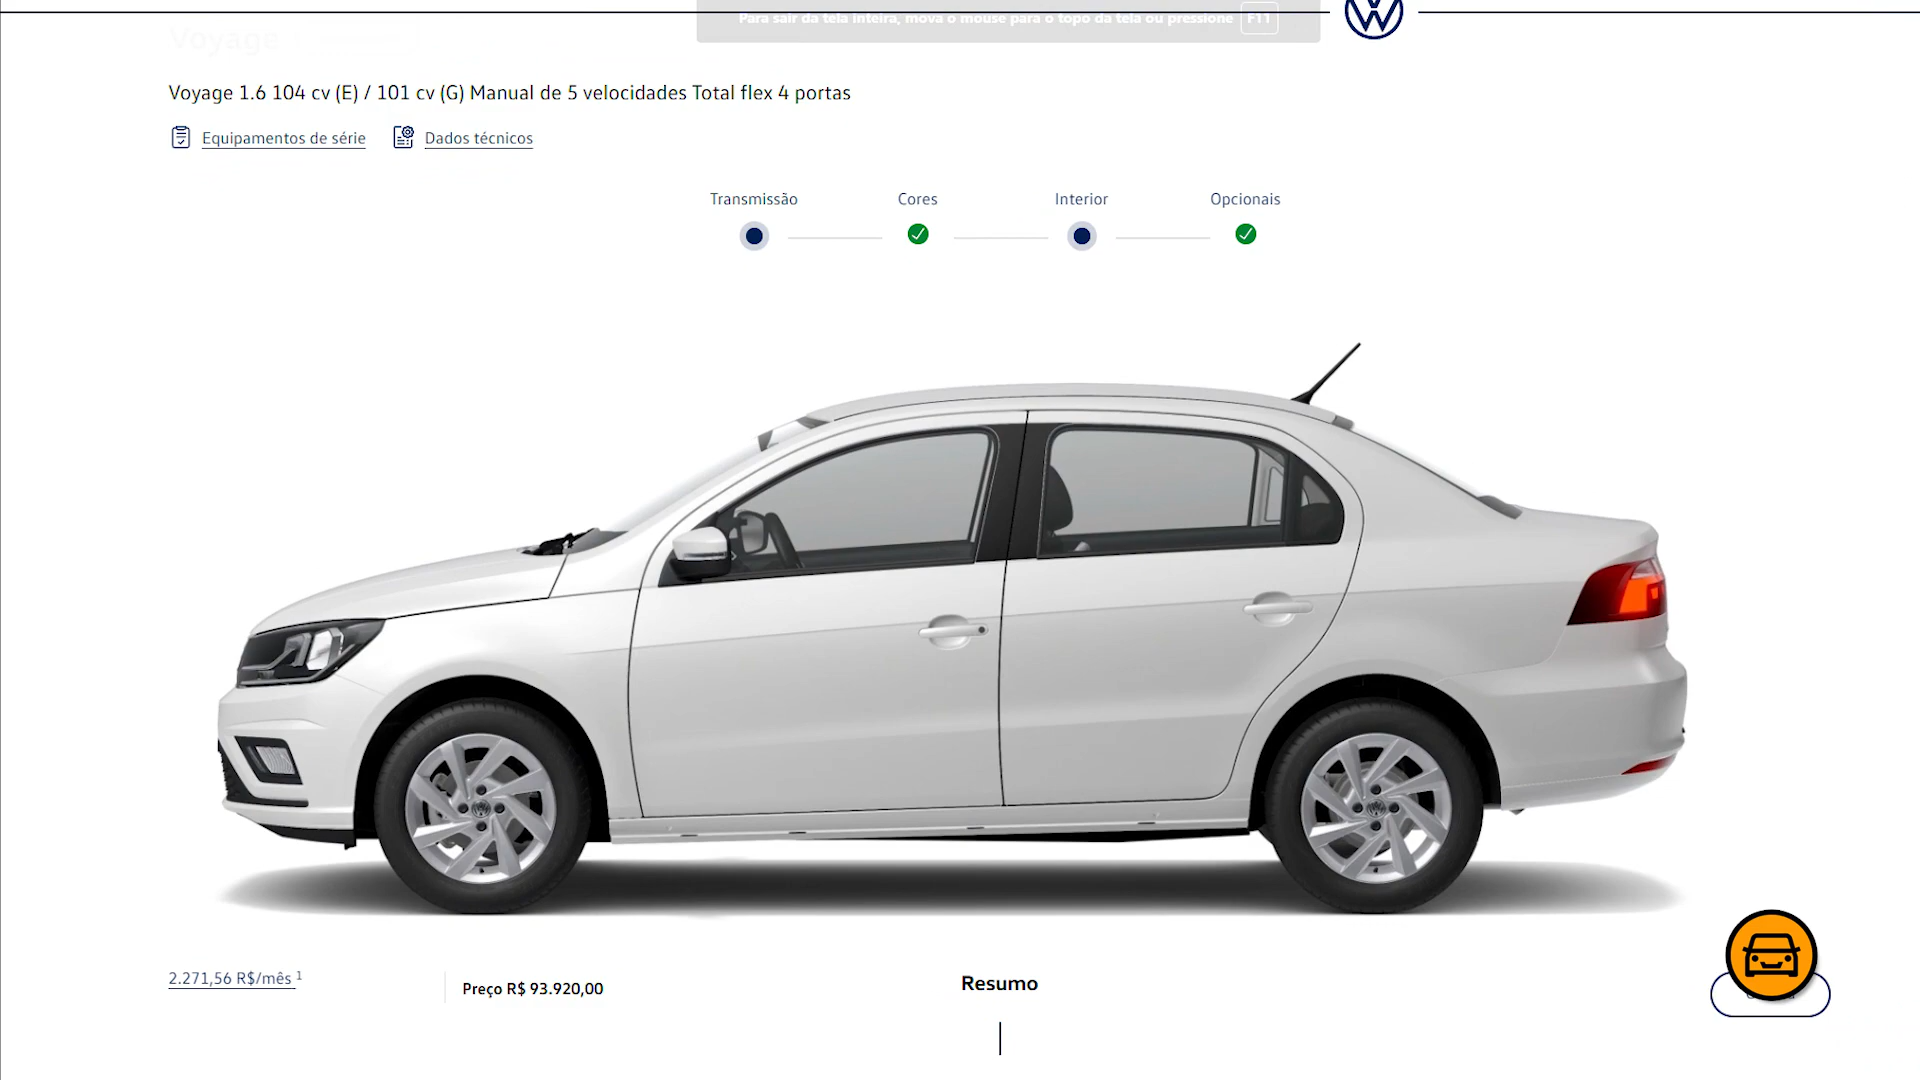 Para sair da tela inteira, mova o mouse para o topo da tela ou pressione F11
Voyage
Voyage 1.6 104 cv (E) / 101 cv (G) Manual de 5 velocidades Total flex 4 portas
Equipamentos de série Dados técnicos
Transmissão Cores Interior Opcionais
2.271,56 R$/mês 1
Preço R$ 93.920,00
Resumo